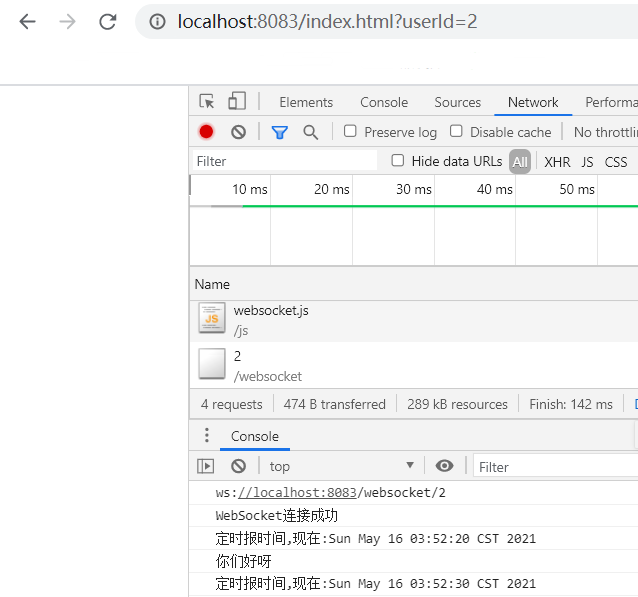 localhost:8083/index.html?userId=2
Elements Console Sources Network Performa
Preserve log Disable cache No throttli
Filter Hide data URLs All XHR JS CSS
10 ms 20 ms 30 ms 40 ms 50 ms
Name
websocket.js
/js
2
/websocket
4 requests 474 B transferred 289 kB resources Finish: 142 ms
Console
top Filter
ws://localhost:8083/websocket/2
WebSocket连接成功
定时报时间,现在:Sun May 16 03:52:20 CST 2021
你们好呀
定时报时间,现在:Sun May 16 03:52:30 CST 2021